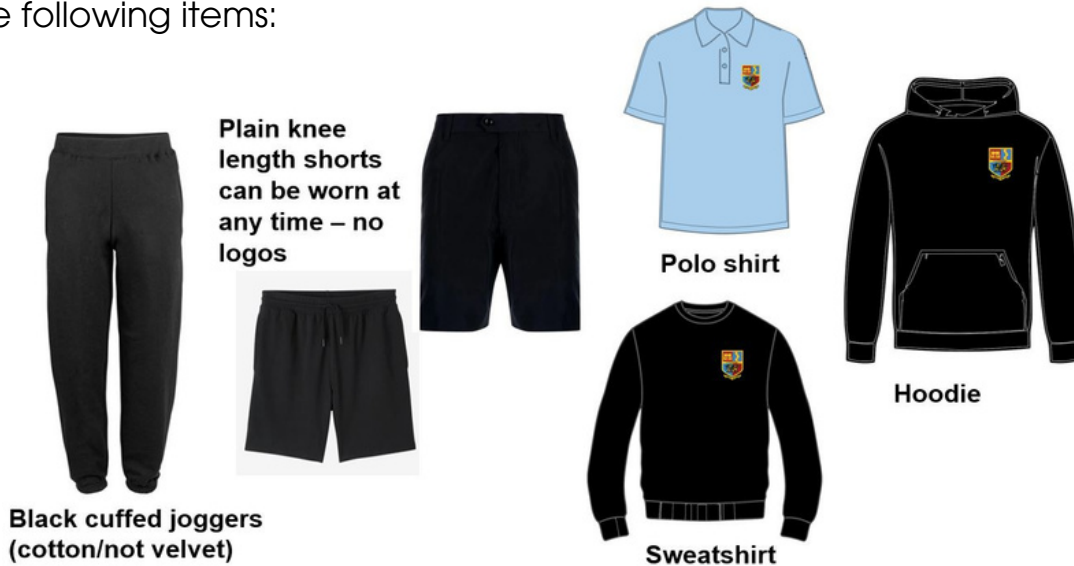 e following items:
Plain knee
length shorts
can be worn at
any time – no
logos
Polo shirt
Hoodie
Black cuffed joggers
(cotton/not velvet)
Sweatshirt